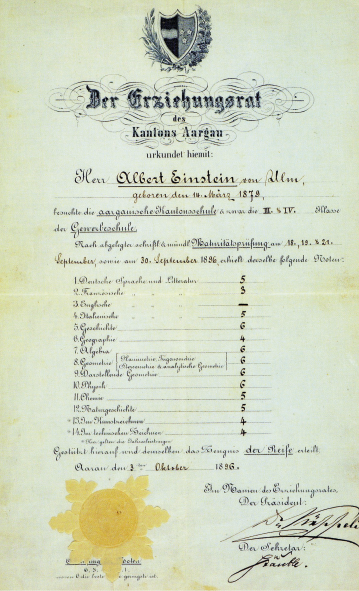 Der Erziehungsrat
des
Kantons Aargau
urkundet hiemit:
Herr Albert Einstein von Ulm,
geboren den 14. März 1879,
besuchte die aargauische Kantonsschule & zwar die III. & IV. Klasse
der Gewerbeschule.
Nach abgelegter schriftl. & mündl. Maturitätsprüfung am 18., 19. & 21.
September, sowie am 30. September 1896, erhielt derselbe folgende Noten:
1. Deutsche Sprache und Litteratur 5
2. Französische " " " 3
3. Englische " " " —
4. Italienische " " " 5
5. Geschichte 6
6. Geographie 4
7. Algebra 6
8. Geometrie (Planimetrie, Trigonometrie, Stereometrie & analytische Geometrie) 6
9. Darstellende Geometrie 6
10. Physik 6
11. Chemie 5
12. Naturgeschichte 5
* 13. Im Kunstzeichnen 4
* 14. Im technischen Zeichnen 4
* Hier gelten die Jahresleistungen.
Gestützt hierauf wird demselben das Zeugnis der Reife erteilt.
Aarau den 3ten Oktober 1896.
Im Namen des Erziehungsrates,
Der Präsident:
Der Sekretär: